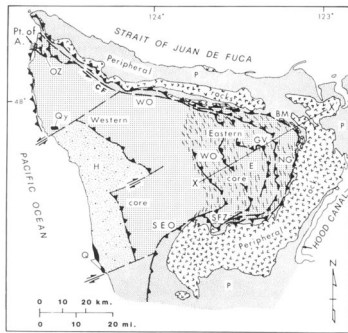 124°
123°
STRAIT OF JUAN DE FUCA
Pt. of
A.
Peripheral
rocks
P
OZ
CF
48°
WO
BM
Qy
Western
Eastern
GV
WO
NG
H
E
core
X
core
PACIFIC OCEAN
SEO
SF
Peripheral
rocks
HOOD CANAL
Q
P
N
0 10 20 km.
0 10 20 mi.